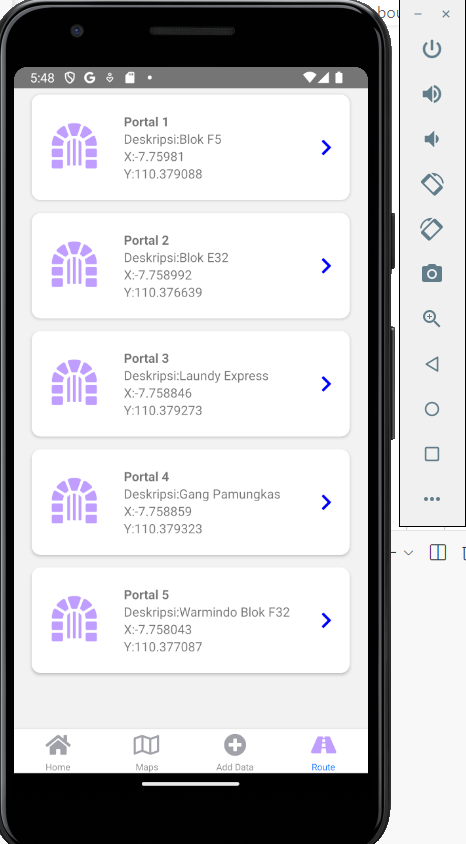 bou
5:48
Portal 1
Deskripsi:Blok F5
X:-7.75981
Y:110.379088
Portal 2
Deskripsi:Blok E32
X:-7.758992
Y:110.376639
Portal 3
Deskripsi:Laundy Express
X:-7.758846
Y:110.379273
Portal 4
Deskripsi:Gang Pamungkas
X:-7.758859
Y:110.379323
Portal 5
Deskripsi:Warmindo Blok F32
X:-7.758043
Y:110.377087
Home
Maps
Add Data
Route